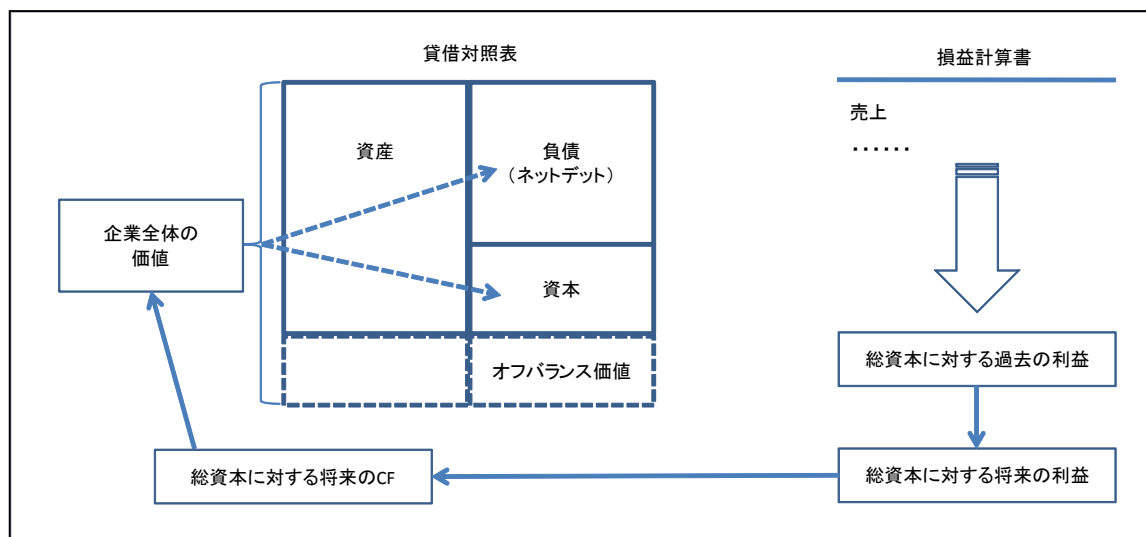 貸借対照表
損益計算書
売上
……
資産
負債
（ネットデット）
企業全体の
価値
資本
オフバランス価値
総資本に対する過去の利益
総資本に対する将来のCF
総資本に対する将来の利益